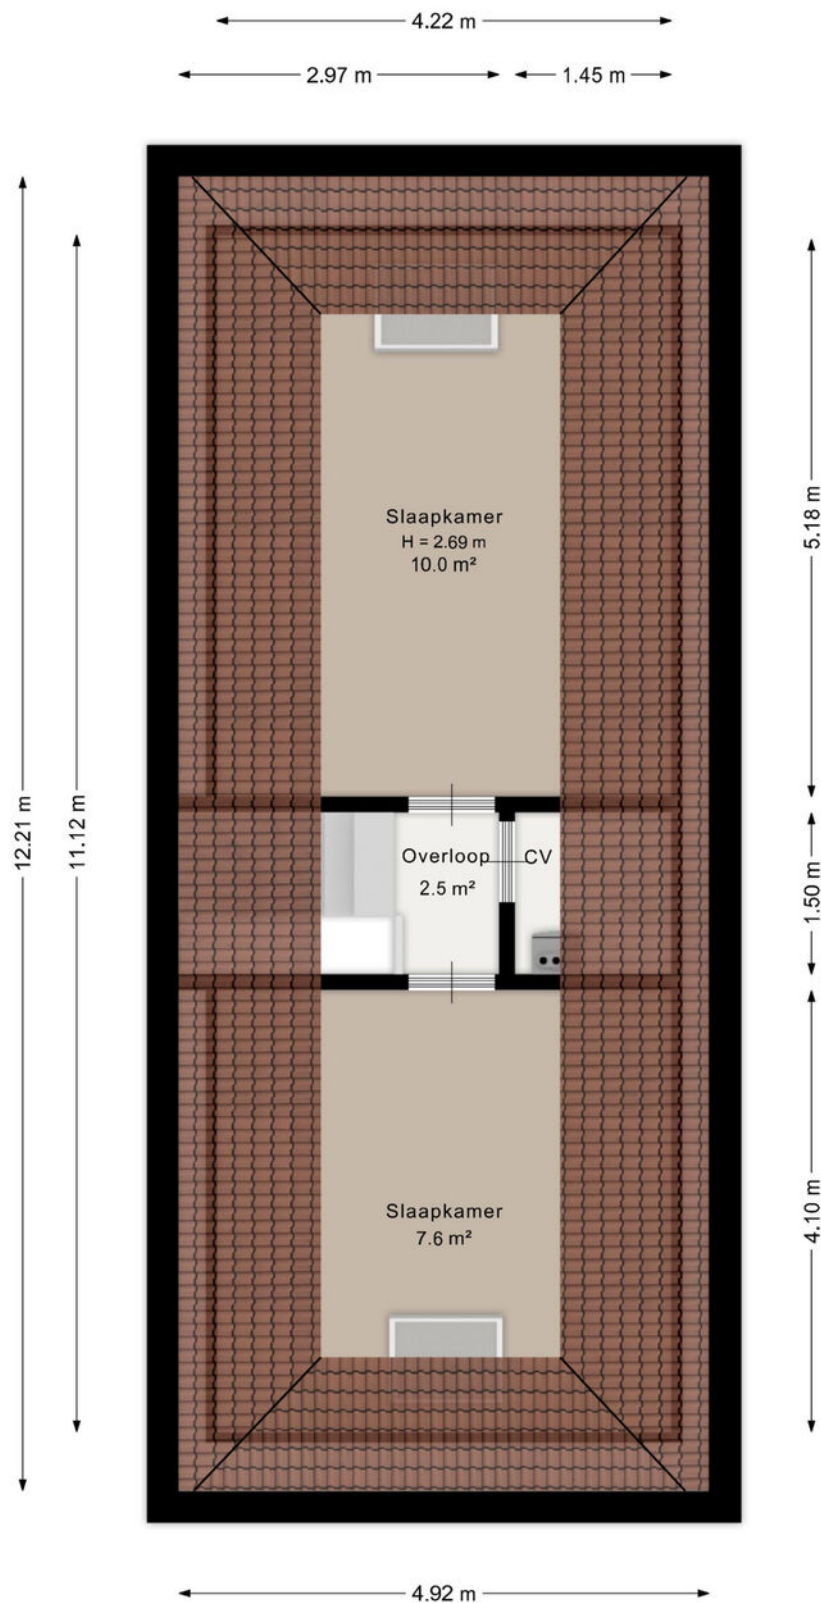 4.22 m
2.97 m
1.45 m
12.21 m
11.12 m
5.18 m
1.50 m
4.10 m
Slaapkamer
H = 2.69 m
10.0 m²
Overloop
2.5 m²
CV
Slaapkamer
7.6 m²
4.92 m